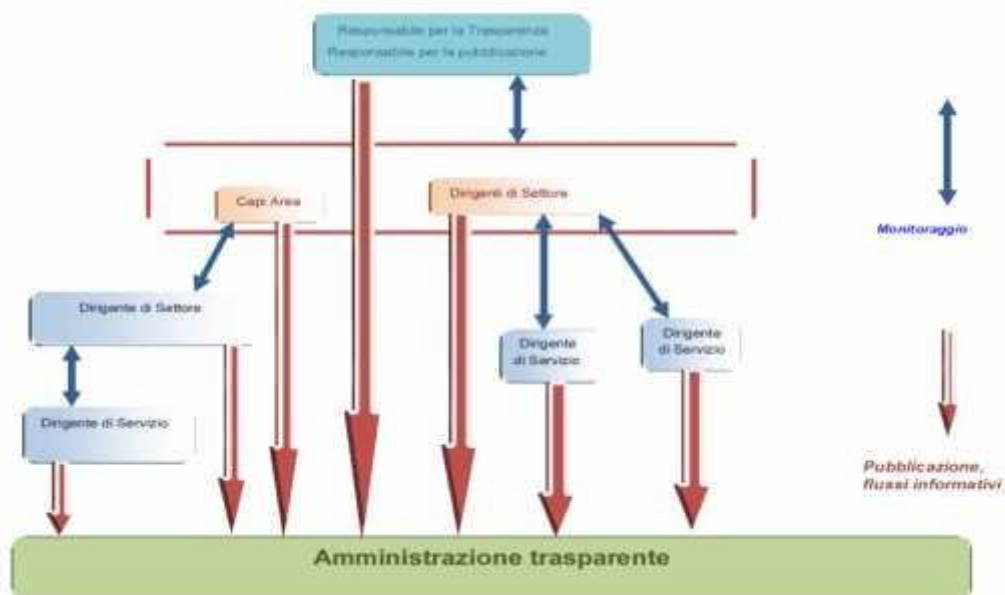 Responsabile per la Trasparenza
Responsabile per la pubblicazione
Capi Area
Dirigenti di Settore
Monitoraggio
Dirigente di Settore
Dirigente
di Servizio
Dirigente
di Servizio
Dirigente di Servizio
Pubblicazione,
flussi informativi
Amministrazione trasparente